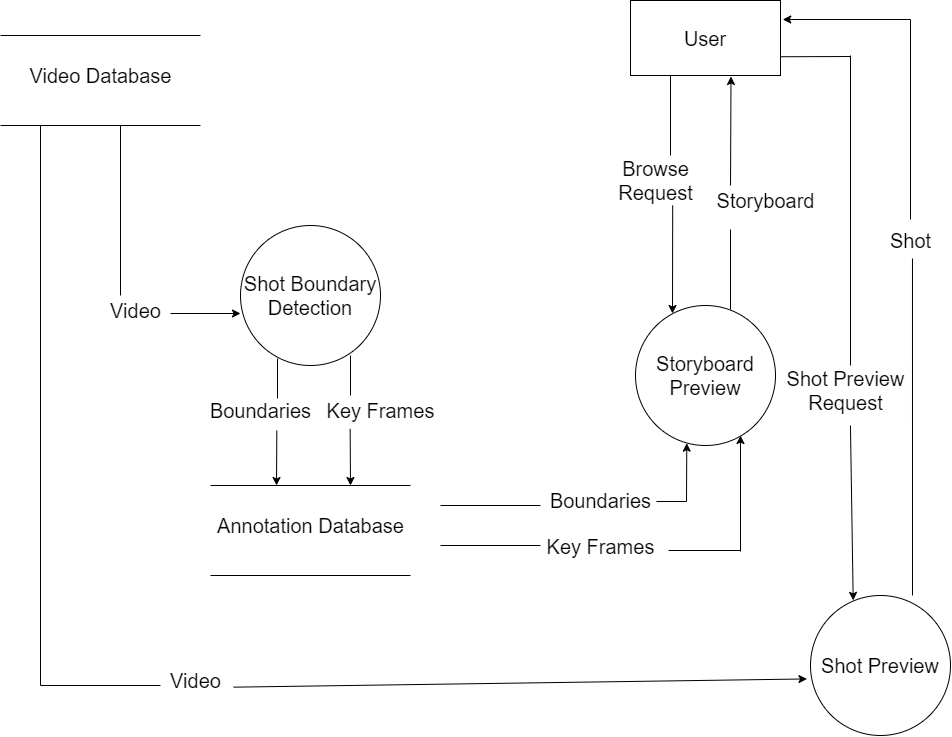 User
Video Database
Browse
Request
Storyboard
Shot
Shot Boundary
Detection
Video
Storyboard
Preview
Shot Preview
Request
Boundaries
Key Frames
Boundaries
Annotation Database
Key Frames
Shot Preview
Video